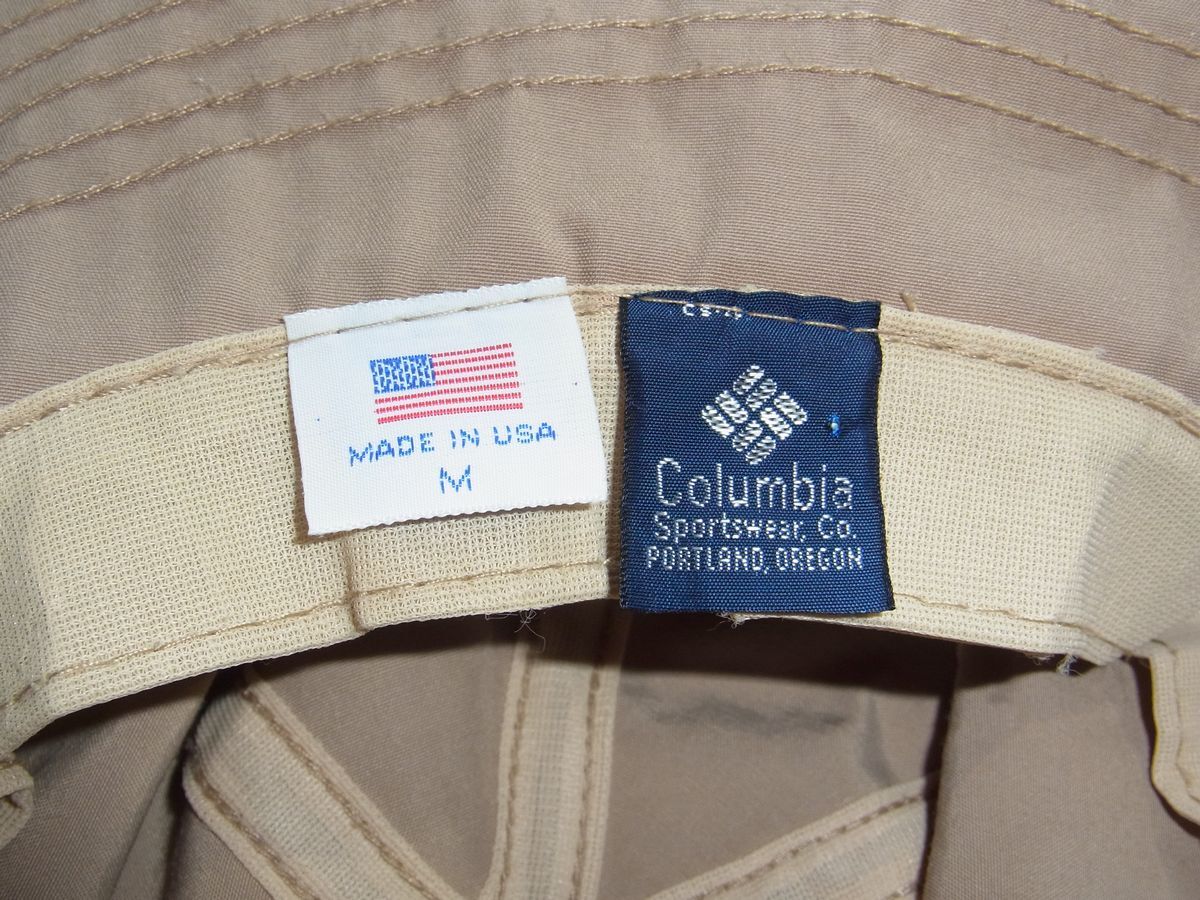 MADE IN USA
M
Columbia
Sportswear, Co.
PORTLAND, OREGON